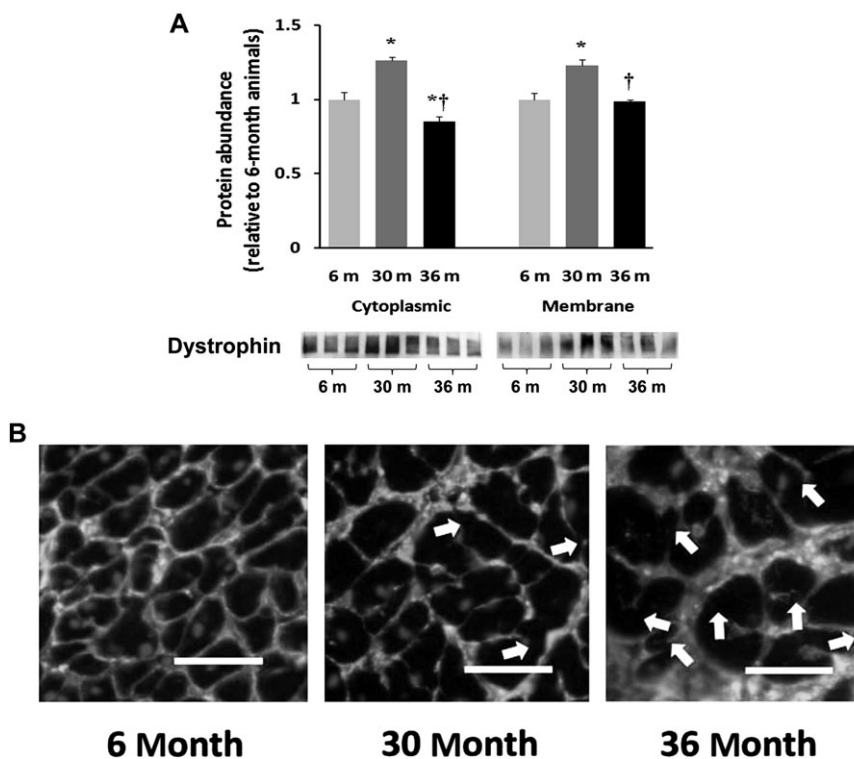 A
Protein abundance
(relative to 6-month animals)
1.5
1
0.5
0
*
*
*†
†
6 m 30 m 36 m 6 m 30 m 36 m
Cytoplasmic Membrane
Dystrophin
6 m 30 m 36 m 6 m 30 m 36 m
B
6 Month 30 Month 36 Month